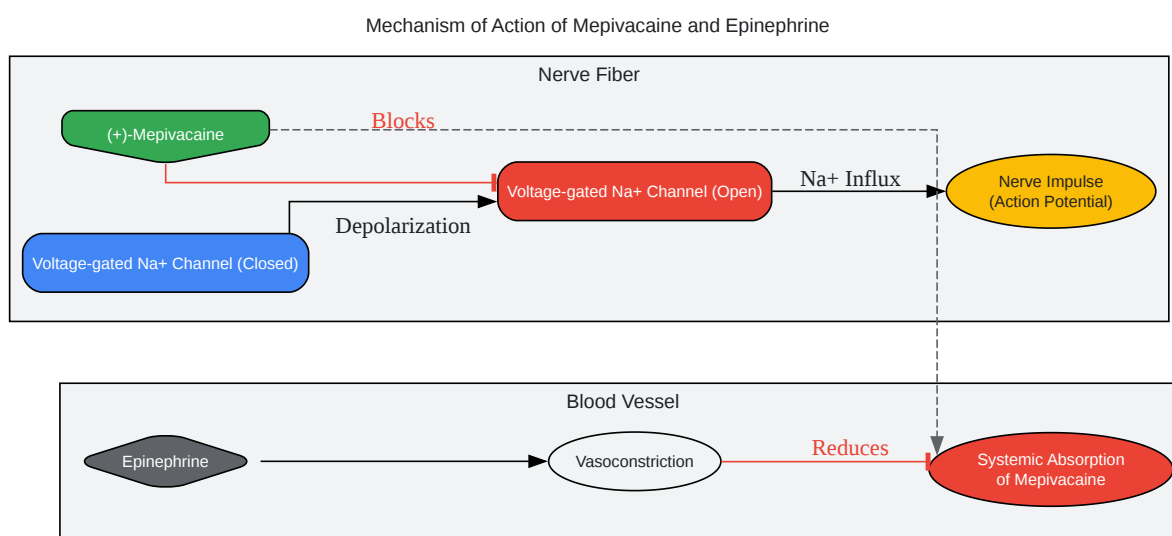 Mechanism of Action of Mepivacaine and Epinephrine
Nerve Fiber
(+)-Mepivacaine
Blocks
Voltage-gated Na+ Channel (Open)
Na+ Influx
Nerve Impulse
(Action Potential)
Depolarization
Voltage-gated Na+ Channel (Closed)
Blood Vessel
Epinephrine
Vasoconstriction
Reduces
Systemic Absorption
of Mepivacaine